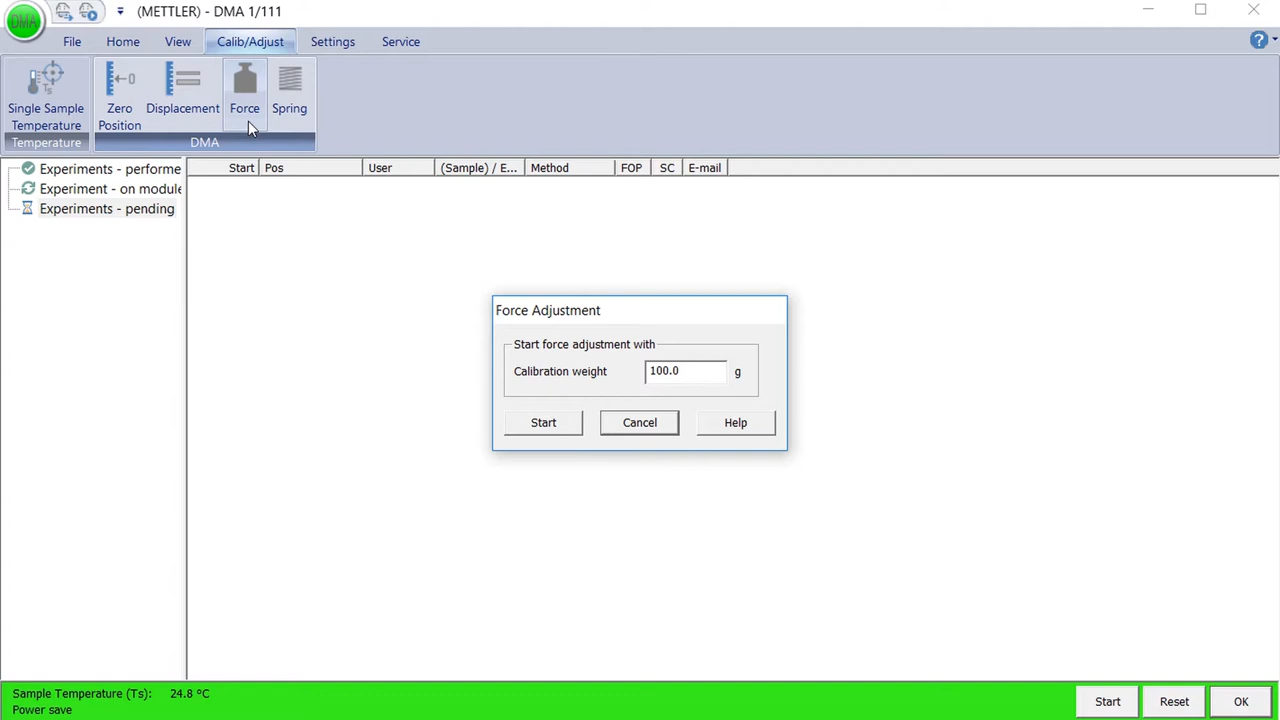 DMA
(METTLER) - DMA 1/111
File
Home
View
Calib/Adjust
Settings
Service
Single Sample
Temperature
Zero
Position
Displacement
Force
Spring
Temperature
DMA
Experiments - performe
Experiment - on module
Experiments - pending
Start
Pos
User
(Sample) / E...
Method
FOP
SC
E-mail
Force Adjustment
Start force adjustment with
Calibration weight
100.0
g
Start
Cancel
Help
Sample Temperature (Ts): 24.8 °C
Power save
Start
Reset
OK